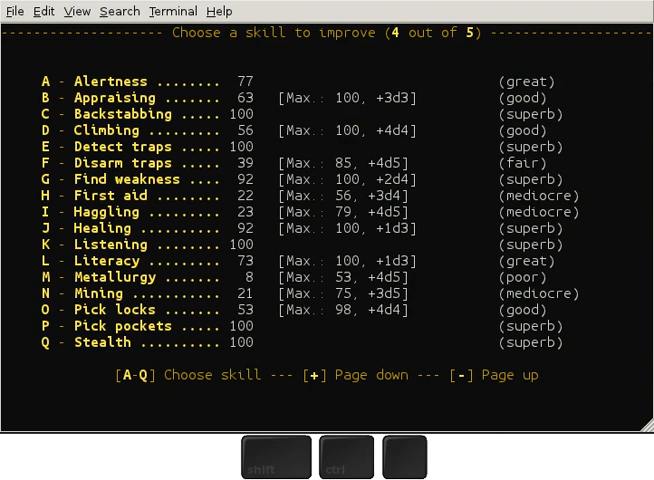 File Edit View Search Terminal Help
-------------------- Choose a skill to improve (4 out of 5) --------------------
A - Alertness ........ 77 (great)
B - Appraising ....... 63 [Max.: 100, +3d3] (good)
C - Backstabbing ..... 100 (superb)
D - Climbing ......... 56 [Max.: 100, +4d4] (good)
E - Detect traps ..... 100 (superb)
F - Disarm traps ..... 39 [Max.: 85, +4d5] (fair)
G - Find weakness .... 92 [Max.: 100, +2d4] (superb)
H - First aid ........ 22 [Max.: 56, +3d4] (mediocre)
I - Haggling ......... 23 [Max.: 79, +4d5] (mediocre)
J - Healing .......... 92 [Max.: 100, +1d3] (superb)
K - Listening ........ 100 (superb)
L - Literacy ......... 73 [Max.: 100, +1d3] (great)
M - Metallurgy ....... 8 [Max.: 53, +4d5] (poor)
N - Mining ........... 21 [Max.: 75, +3d5] (mediocre)
O - Pick locks ....... 53 [Max.: 98, +4d4] (good)
P - Pick pockets ..... 100 (superb)
Q - Stealth .......... 100 (superb)
[A-Q] Choose skill --- [+] Page down --- [-] Page up
shift ctrl